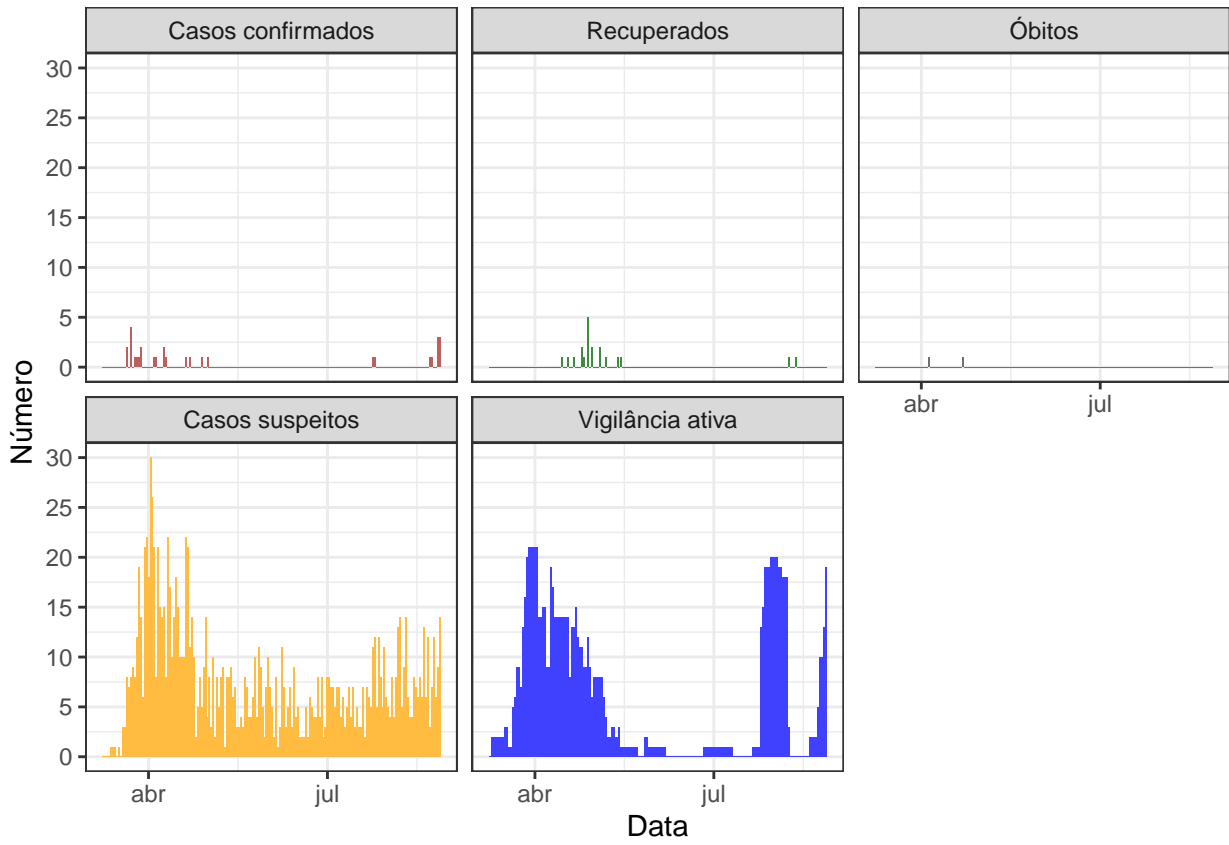 Casos confirmados
Recuperados
Óbitos
30
25
20
15
10
5
0
abr
jul
Casos suspeitos
Vigilância ativa
30
25
20
15
10
5
0
abr
jul
abr
jul
Número
Data